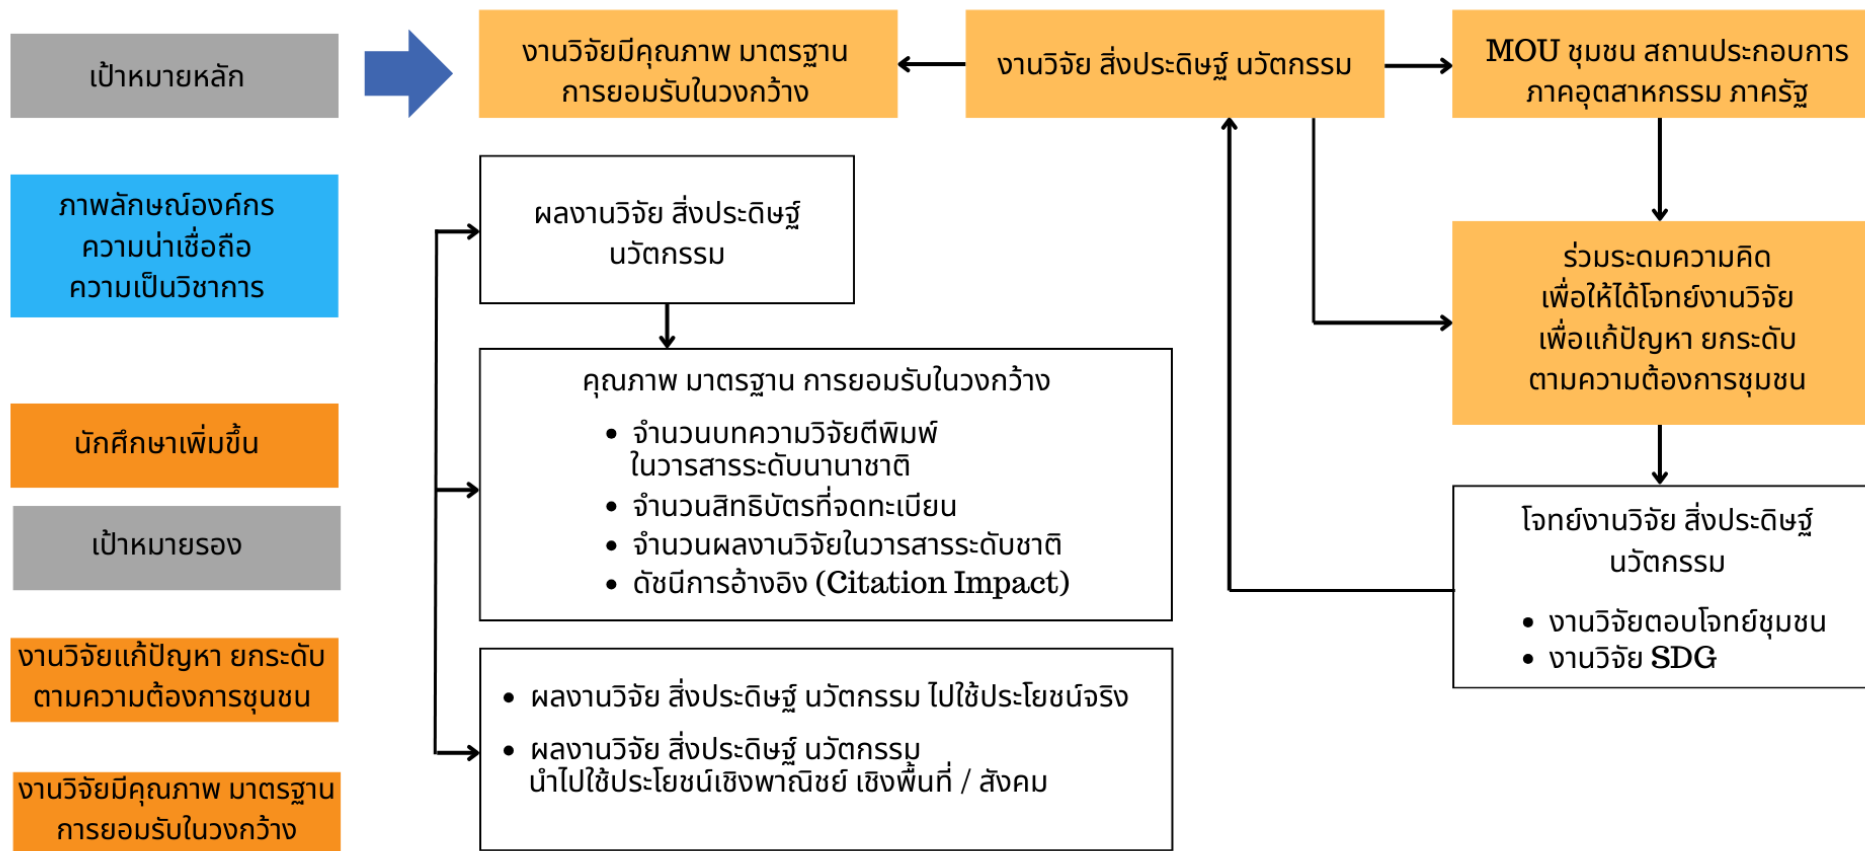 เป้าหมายหลัก
งานวิจัยมีคุณภาพ มาตรฐาน
การยอมรับในวงกว้าง
งานวิจัย สิ่งประดิษฐ์ นวัตกรรม
MOU ชุมชน สถานประกอบการ
ภาคอุตสาหกรรม ภาครัฐ
ภาพลักษณ์องค์กร
ความน่าเชื่อถือ
ความเป็นวิชาการ
ผลงานวิจัย สิ่งประดิษฐ์
นวัตกรรม
ร่วมระดมความคิด
เพื่อให้ได้โจทย์งานวิจัย
เพื่อแก้ปัญหา ยกระดับ
ตามความต้องการชุมชน
นักศึกษาเพิ่มขึ้น
คุณภาพ มาตรฐาน การยอมรับในวงกว้าง
• จำนวนบทความวิจัยตีพิมพ์
ในวารสารระดับนานาชาติ
• จำนวนสิทธิบัตรที่จดทะเบียน
• จำนวนผลงานวิจัยในวารสารระดับชาติ
• ดัชนีการอ้างอิง (Citation Impact)
เป้าหมายรอง
โจทย์งานวิจัย สิ่งประดิษฐ์
นวัตกรรม
• งานวิจัยตอบโจทย์ชุมชน
• งานวิจัย SDG
งานวิจัยแก้ปัญหา ยกระดับ
ตามความต้องการชุนชน
• ผลงานวิจัย สิ่งประดิษฐ์ นวัตกรรม ไปใช้ประโยชน์จริง
• ผลงานวิจัย สิ่งประดิษฐ์ นวัตกรรม
นำไปใช้ประโยชน์เชิงพาณิชย์ เชิงพื้นที่ / สังคม
งานวิจัยมีคุณภาพ มาตรฐาน
การยอมรับในวงกว้าง